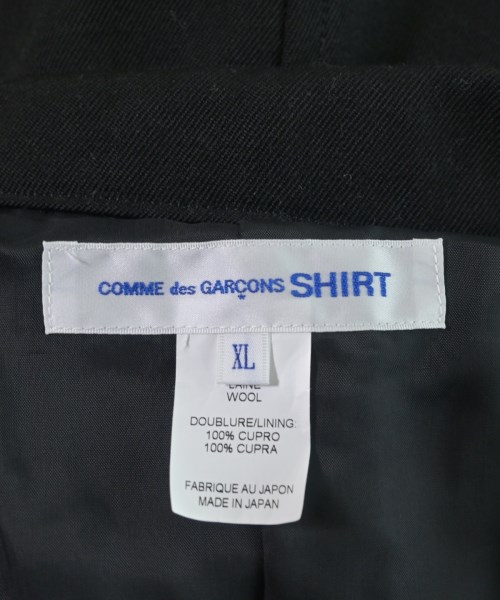 COMME des GARÇONS SHIRT
XL
LAINE
WOOL
DOUBLURE/LINING:
100% CUPRO
100% CUPRA
FABRIQUE AU JAPON
MADE IN JAPAN